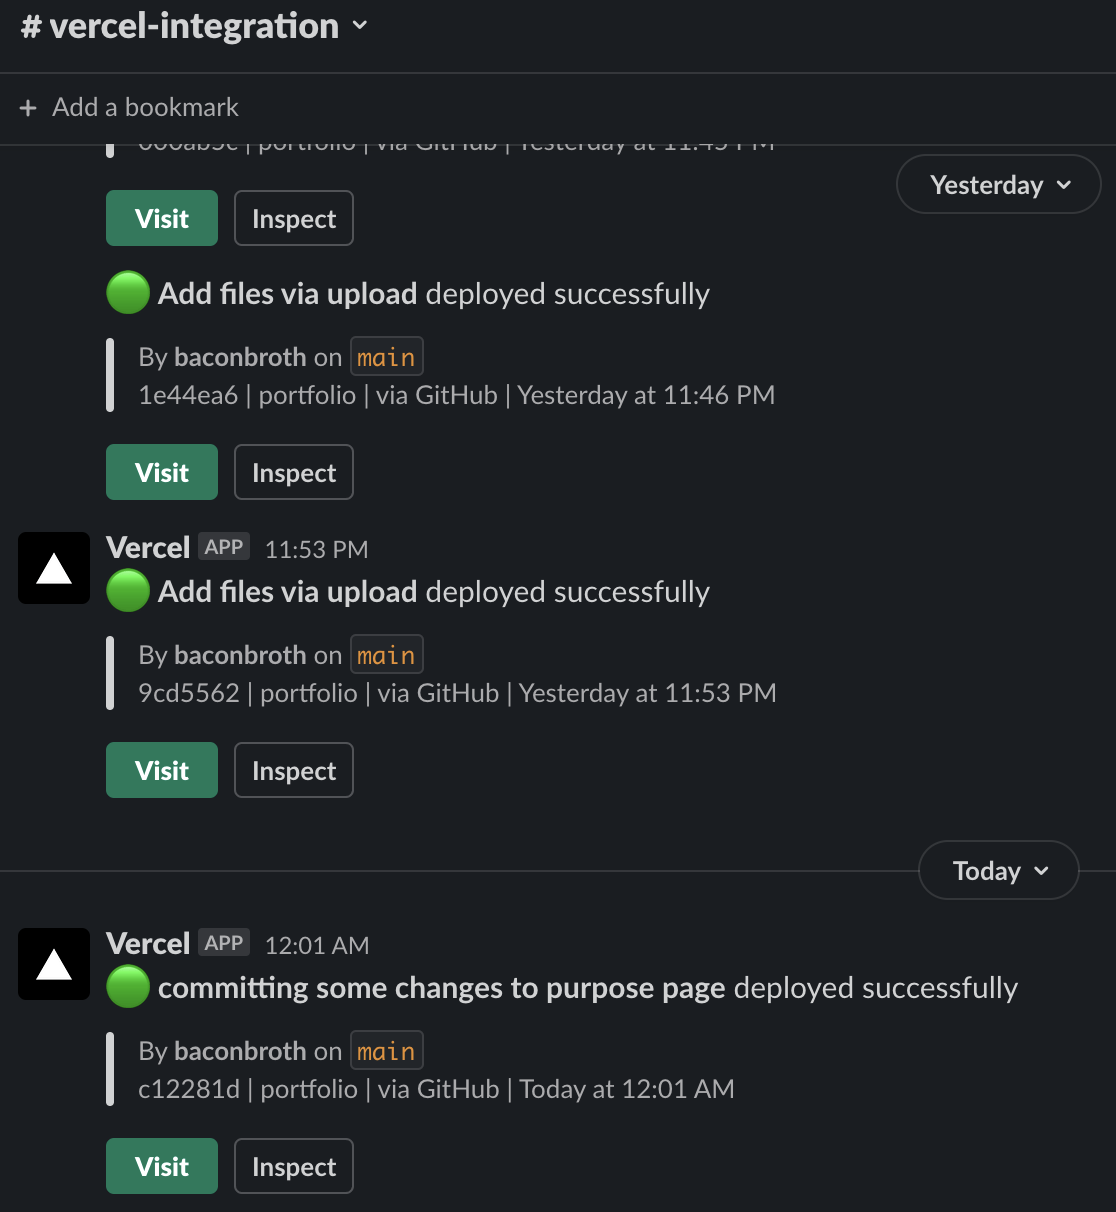 # vercel-integration
+ Add a bookmark
portfolio | via GitHub | Yesterday at 11:45 PM
Yesterday
Visit Inspect
Add files via upload deployed successfully
By baconbroth on main
1e44ea6 | portfolio | via GitHub | Yesterday at 11:46 PM
Visit Inspect
Vercel APP 11:53 PM
Add files via upload deployed successfully
By baconbroth on main
9cd5562 | portfolio | via GitHub | Yesterday at 11:53 PM
Visit Inspect
Today
Vercel APP 12:01 AM
committing some changes to purpose page deployed successfully
By baconbroth on main
c12281d | portfolio | via GitHub | Today at 12:01 AM
Visit Inspect